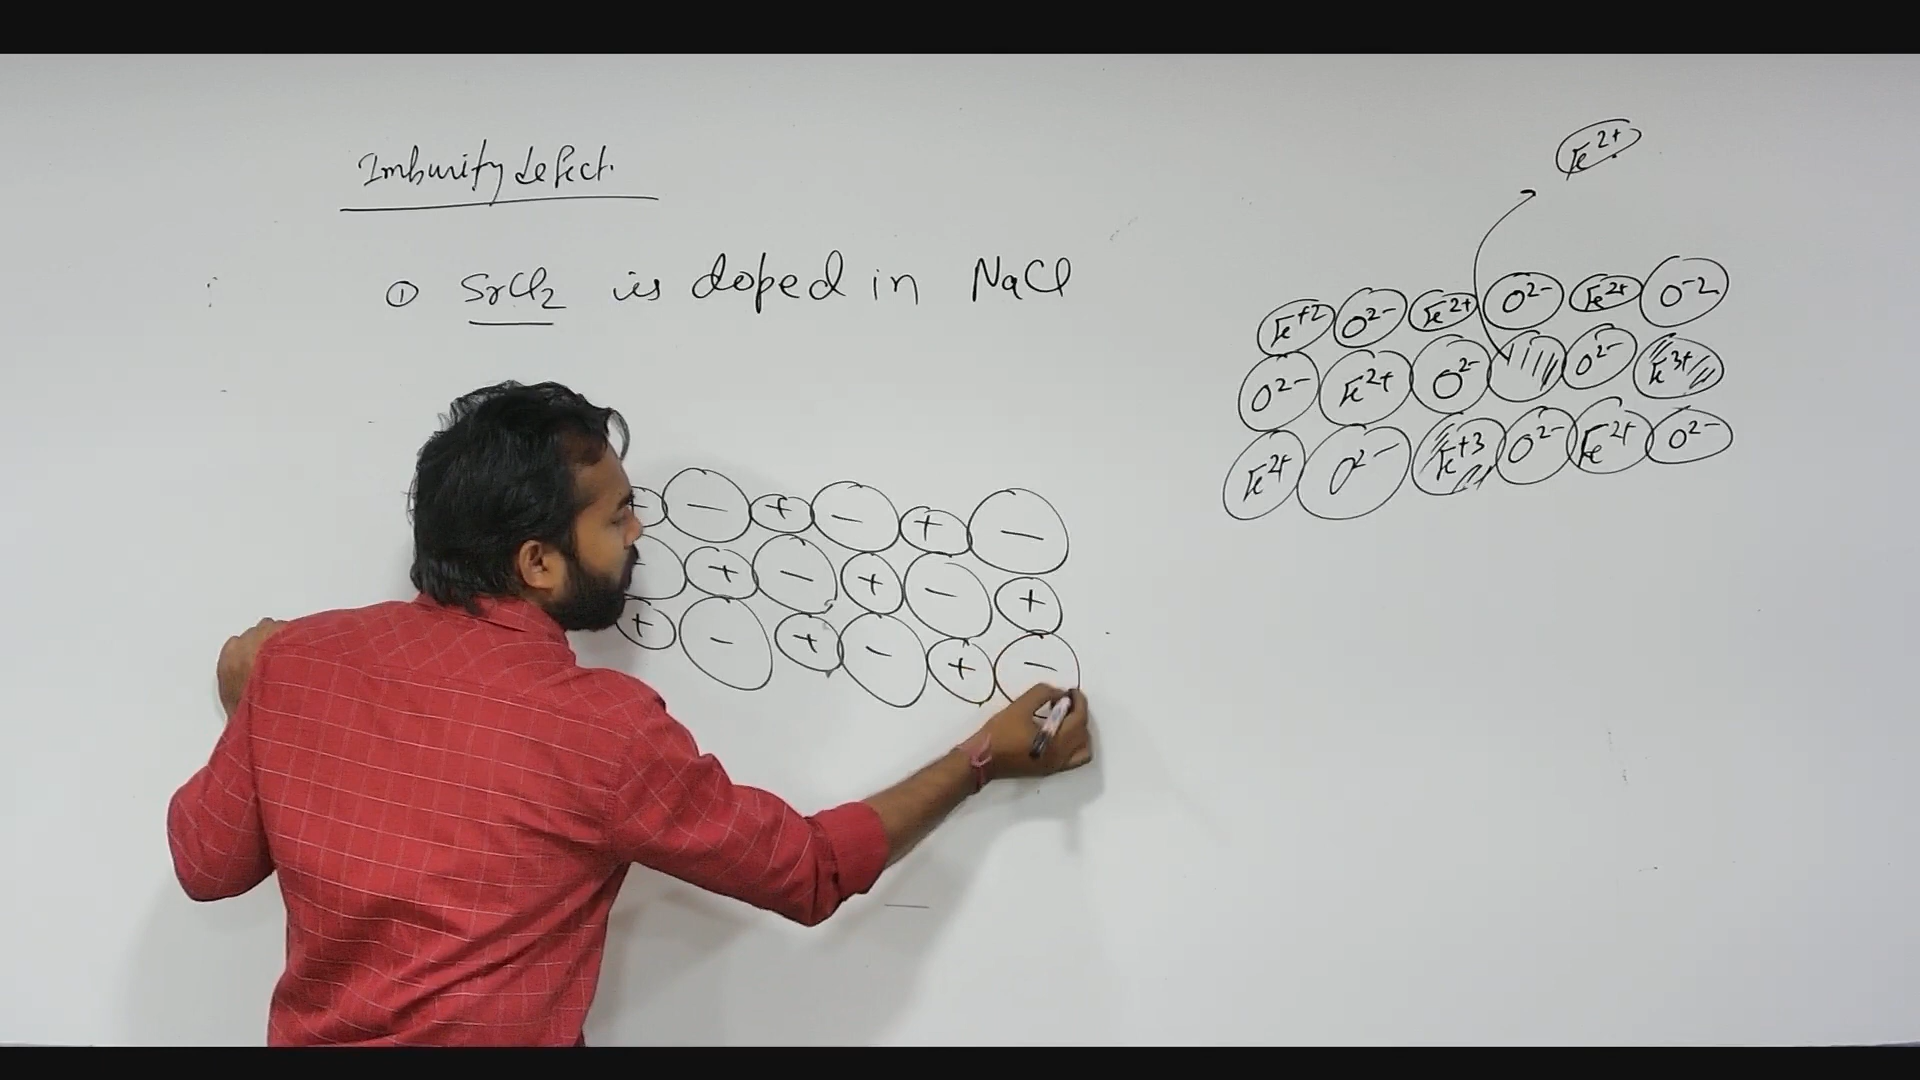 Impurity defect.
① SrCl2 is doped in NaCl
Fe2+
Fe+2 O2- Fe2+ O2- Fe2+ O-2
O2- Fe2+ O2- O2- Fe3+
Fe2+ O2- Fe+3 O2- Fe2+ O2-
+ - + - + -
+ - + - +
+ - + - + -